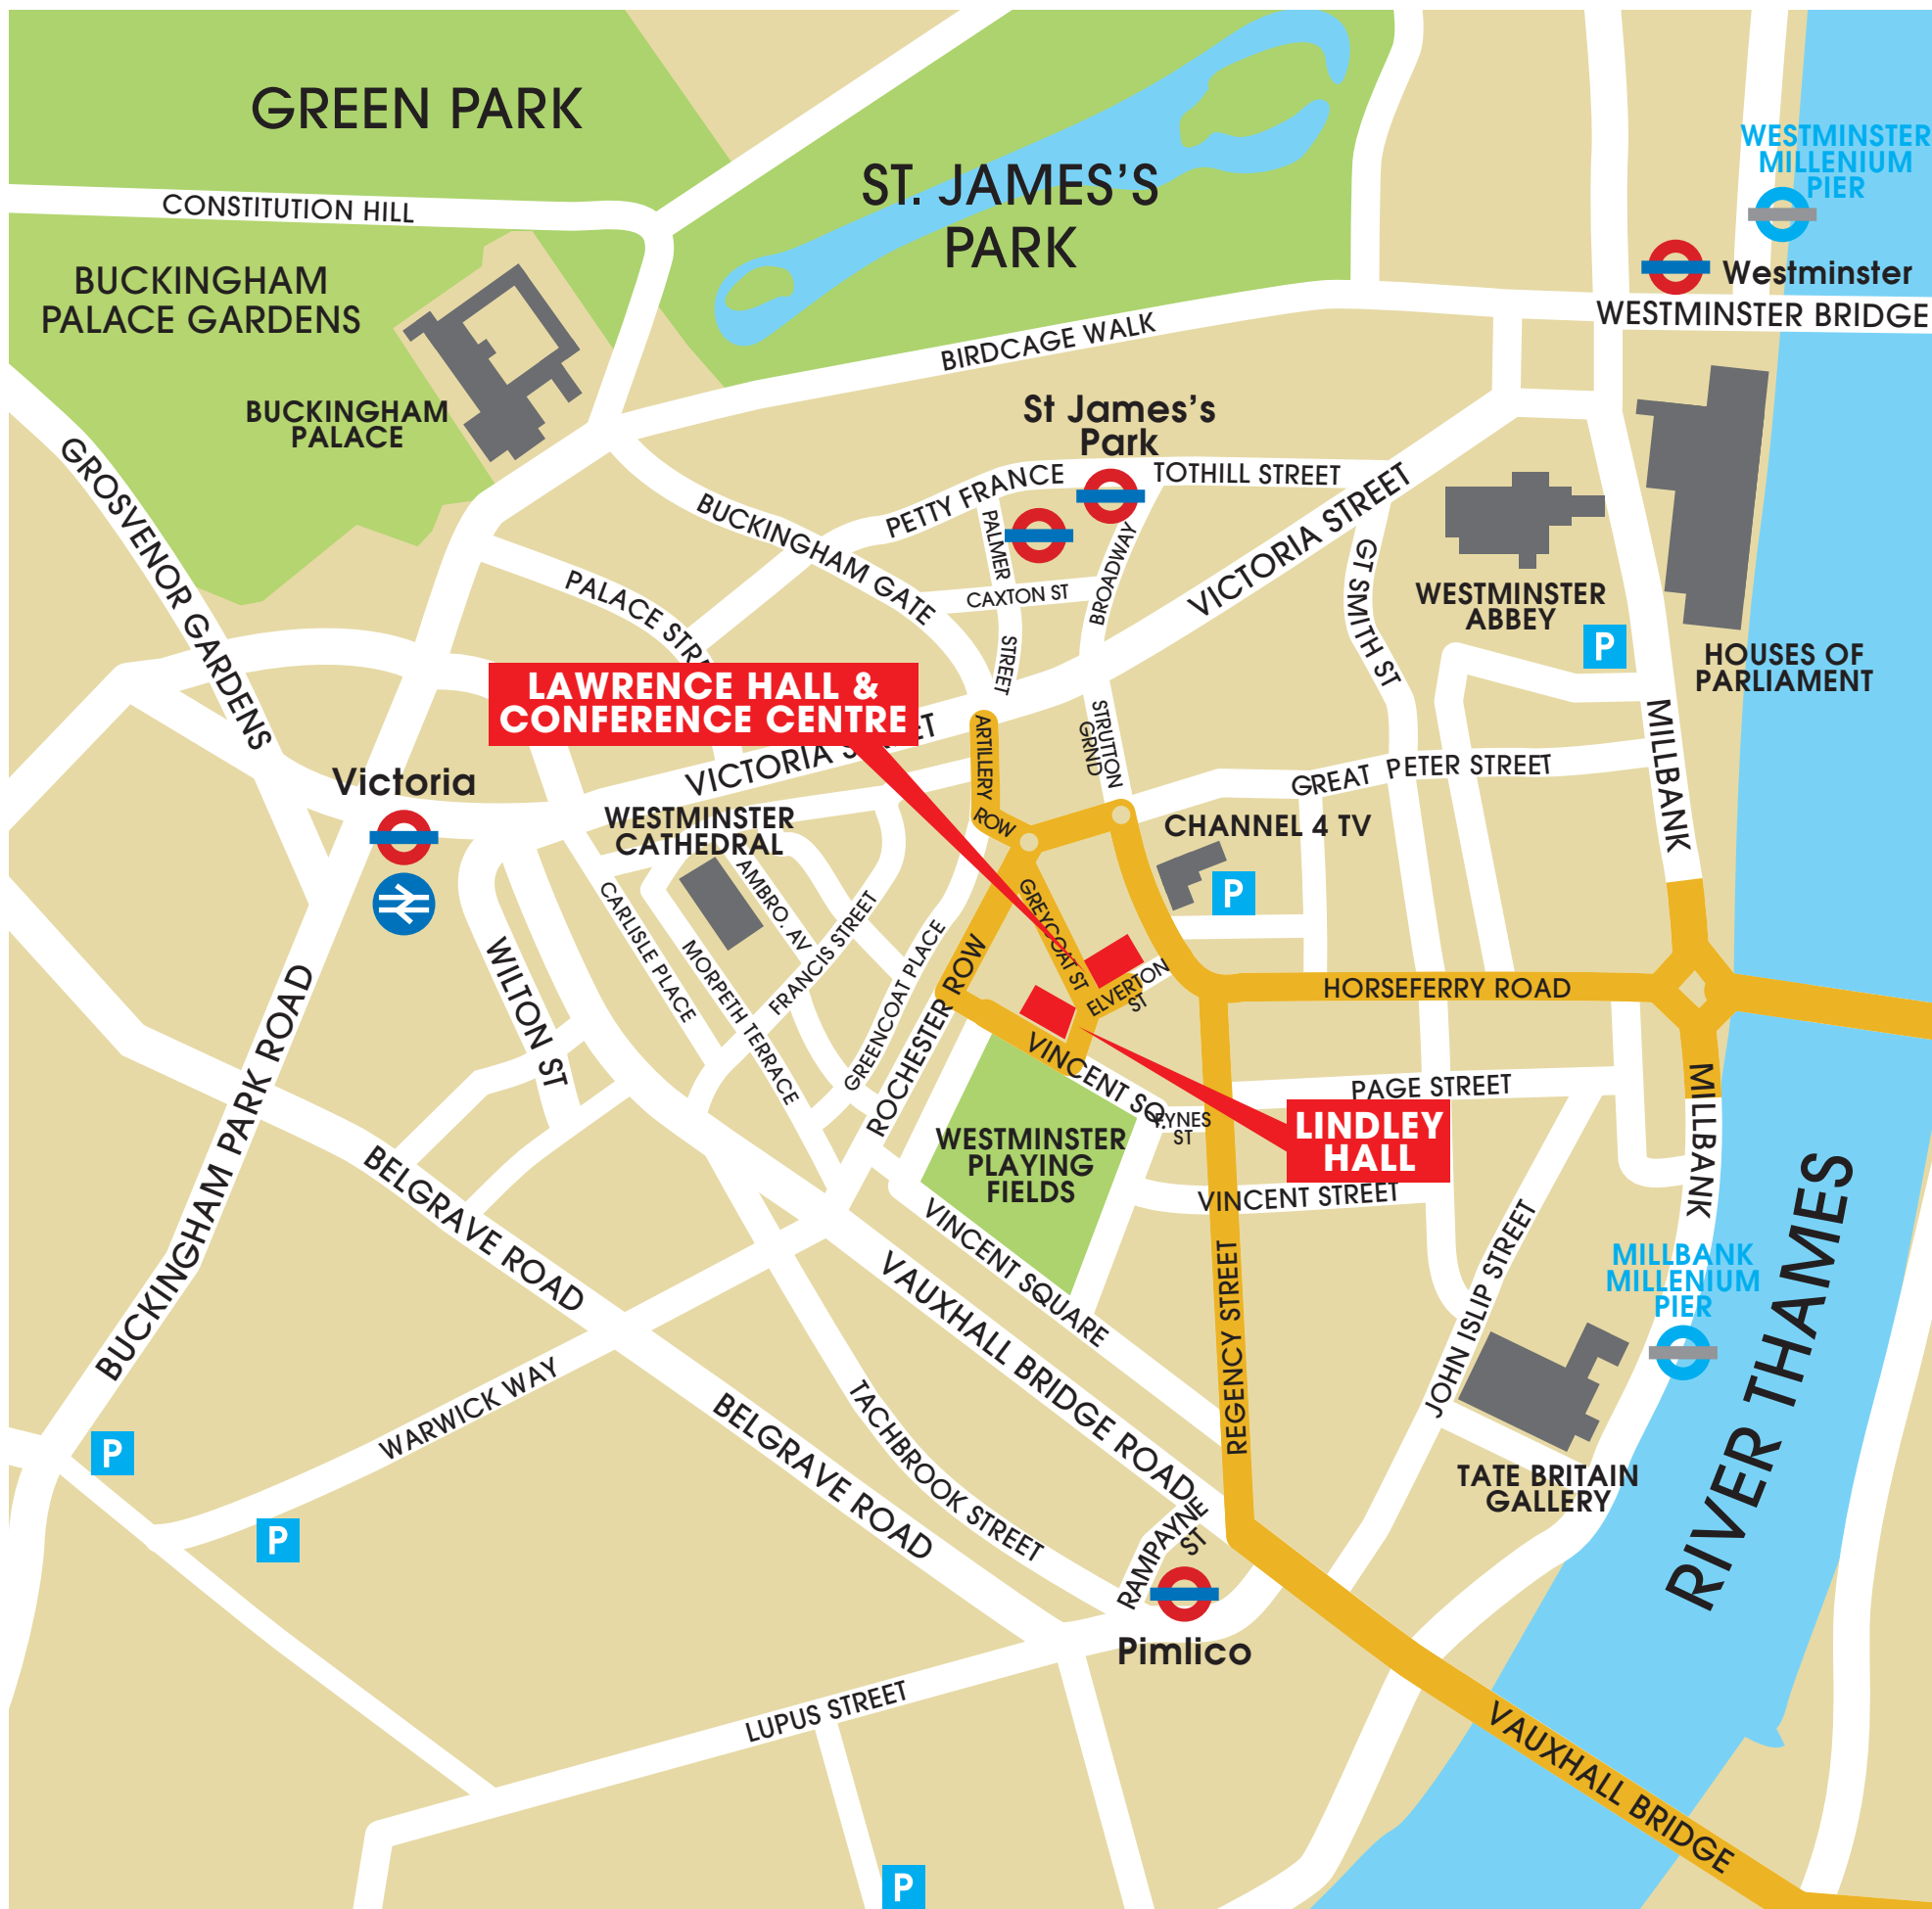 GREEN PARK
ST. JAMES'S
PARK
WESTMINSTER
MILLENIUM
PIER
CONSTITUTION HILL
BUCKINGHAM
PALACE GARDENS
Westminster
WESTMINSTER BRIDGE
BIRDCAGE WALK
BUCKINGHAM
PALACE
St James's
Park
GROSVENOR GARDENS
BUCKINGHAM GATE
PETTY FRANCE
TOTHILL STREET
PALMER
STREET
CAXTON ST
BROADWAY
VICTORIA STREET
GT SMITH ST
WESTMINSTER
ABBEY
P
HOUSES OF
PARLIAMENT
PALACE STRE
LAWRENCE HALL &
CONFERENCE CENTRE
VICTORIA S ET
ARTILLERY
ROW
STRUTTON
GRND
GREAT PETER STREET
MILLBANK
Victoria
WESTMINSTER
CATHEDRAL
CHANNEL 4 TV
P
AMBRO. AV
CARLISLE PLACE
MORPETH TERRACE
FRANCIS STREET
GREENCOAT PLACE
ROCHESTER ROW
GREYCOAT ST
ELVERTON
ST
HORSEFERRY ROAD
WILTON ST
BUCKINGHAM PARK ROAD
VINCENT SQ.
FYNES
ST
PAGE STREET
LINDLEY
HALL
MILLBANK
WESTMINSTER
PLAYING
FIELDS
VINCENT STREET
BELGRAVE ROAD
VINCENT SQUARE
VAUXHALL BRIDGE ROAD
REGENCY STREET
JOHN ISLIP STREET
MILLBANK
MILLENIUM
PIER
RIVER THAMES
WARWICK WAY
TACHBROOK STREET
BELGRAVE ROAD
P
P
TATE BRITAIN
GALLERY
RAMPAYNE
ST
Pimlico
LUPUS STREET
VAUXHALL BRIDGE
P